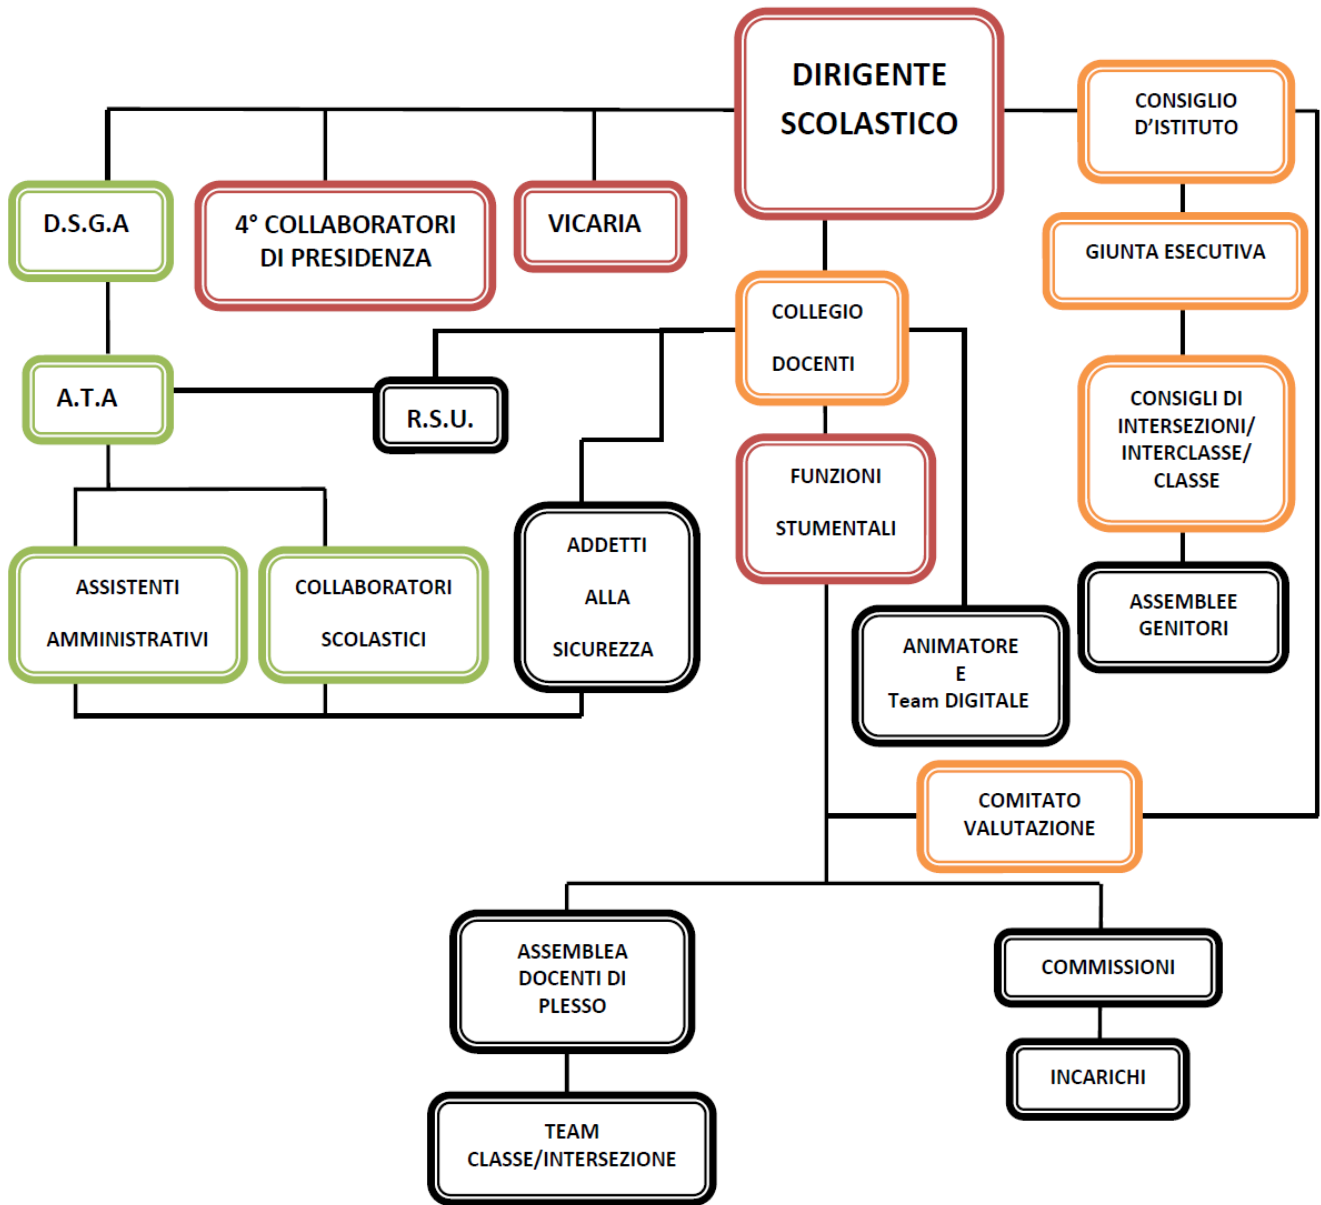 DIRIGENTE
SCOLASTICO
CONSIGLIO
D'ISTITUTO
D.S.G.A
4° COLLABORATORI
DI PRESIDENZA
VICARIA
GIUNTA ESECUTIVA
COLLEGIO
DOCENTI
A.T.A
R.S.U.
CONSIGLI DI
INTERSEZIONI/
INTERCLASSE/
CLASSE
FUNZIONI
STUMENTALI
ADDETTI
ALLA
SICUREZZA
ASSISTENTI
AMMINISTRATIVI
COLLABORATORI
SCOLASTICI
ASSEMBLEE
GENITORI
ANIMATORE
E
Team DIGITALE
COMITATO
VALUTAZIONE
ASSEMBLEA
DOCENTI DI
PLESSO
COMMISSIONI
INCARICHI
TEAM
CLASSE/INTERSEZIONE